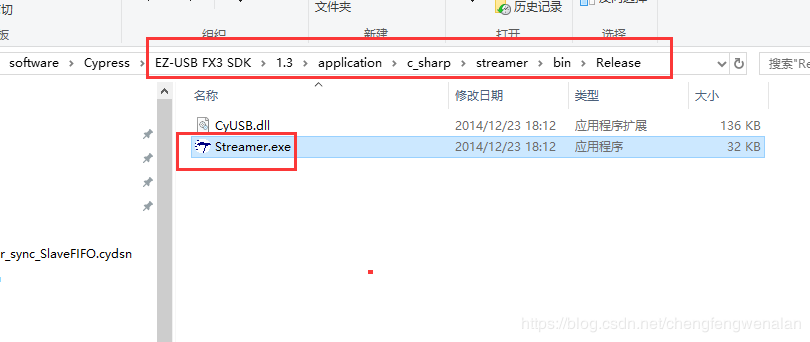 切
文件夹
历史记录
板
组织
新建
打开
选择
software > Cypress > EZ-USB FX3 SDK > 1.3 > application > c_sharp > streamer > bin > Release
搜索"Re
名称 修改日期 类型 大小
CyUSB.dll 2014/12/23 18:12 应用程序扩展 136 KB
Streamer.exe 2014/12/23 18:12 应用程序 32 KB
r_sync_SlaveFIFO.cydsn
https://blog.csdn.net/chengfengwenalan